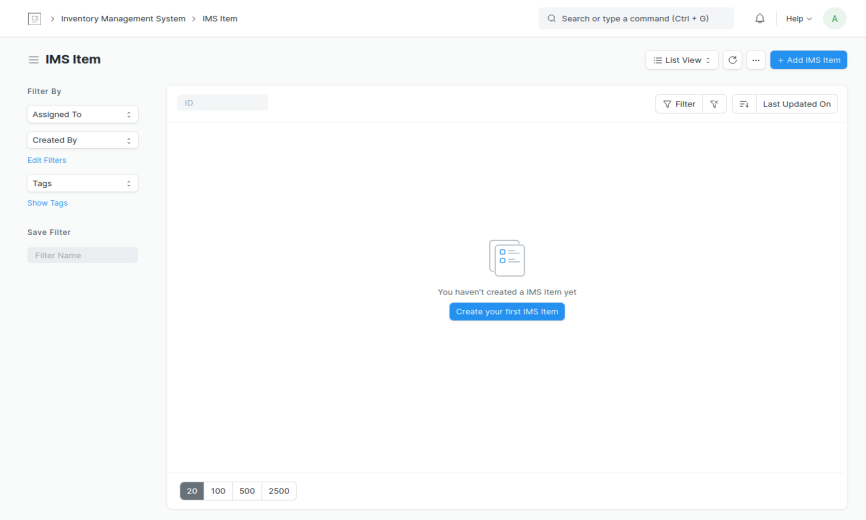 Inventory Management System > IMS Item
Search or type a command (Ctrl + G)
Help
A
IMS Item
List View
+ Add IMS Item
Filter By
Assigned To
Created By
Edit Filters
Tags
Show Tags
Save Filter
Filter Name
ID
Filter
Last Updated On
You haven't created a IMS Item yet
Create your first IMS Item
20 100 500 2500